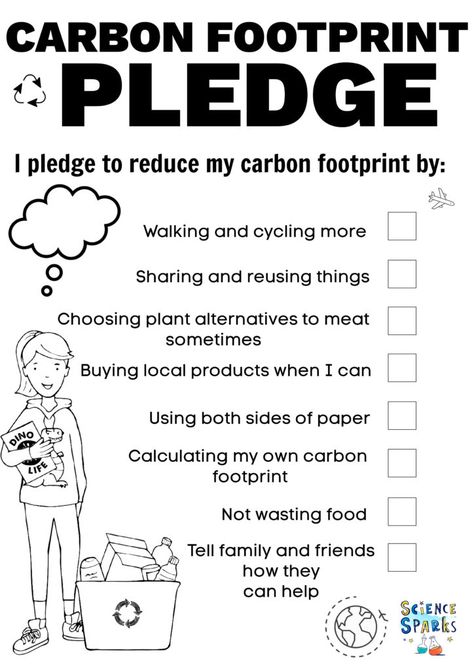 CARBON FOOTPRINT
PLEDGE
I pledge to reduce my carbon footprint by:
Walking and cycling more
Sharing and reusing things
Choosing plant alternatives to meat
sometimes
Buying local products when I can
Using both sides of paper
Calculating my own carbon
footprint
Not wasting food
Tell family and friends
how they
can help
DINO
LIFE
SCIENCE
SPARKS